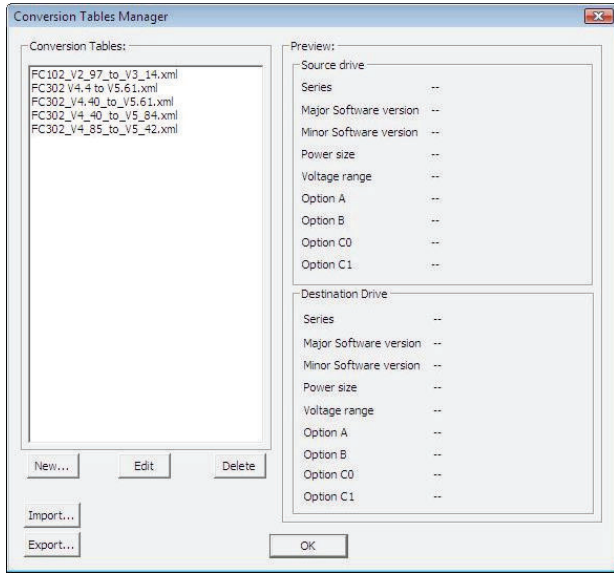 Conversion Tables Manager
Conversion Tables:
FC102_V2_97_to_V3_14.xml
FC302 V4.4 to V5.61.xml
FC302_V4.40_to_V5.61.xml
FC302_V4_40_to_V5_84.xml
FC302_V4_85_to_V5_42.xml
New...
Edit
Delete
Import...
Export...
Preview:
Source drive
Series --
Major Software version --
Minor Software version --
Power size --
Voltage range --
Option A --
Option B --
Option C0 --
Option C1 --
Destination Drive
Series --
Major Software version --
Minor Software version --
Power size --
Voltage range --
Option A --
Option B --
Option C0 --
Option C1 --
OK